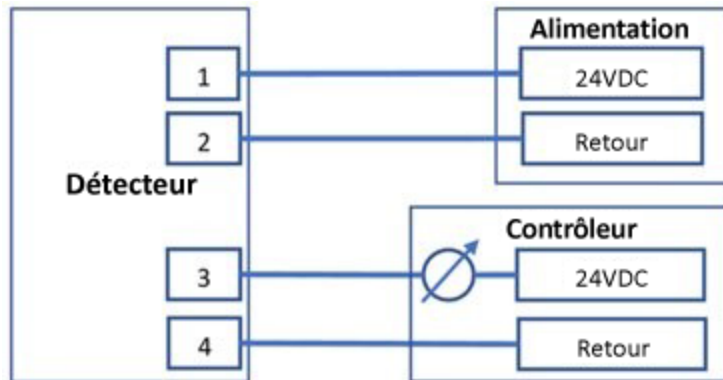 Alimentation
1
24VDC
2
Retour
Détecteur
Contrôleur
3
24VDC
4
Retour